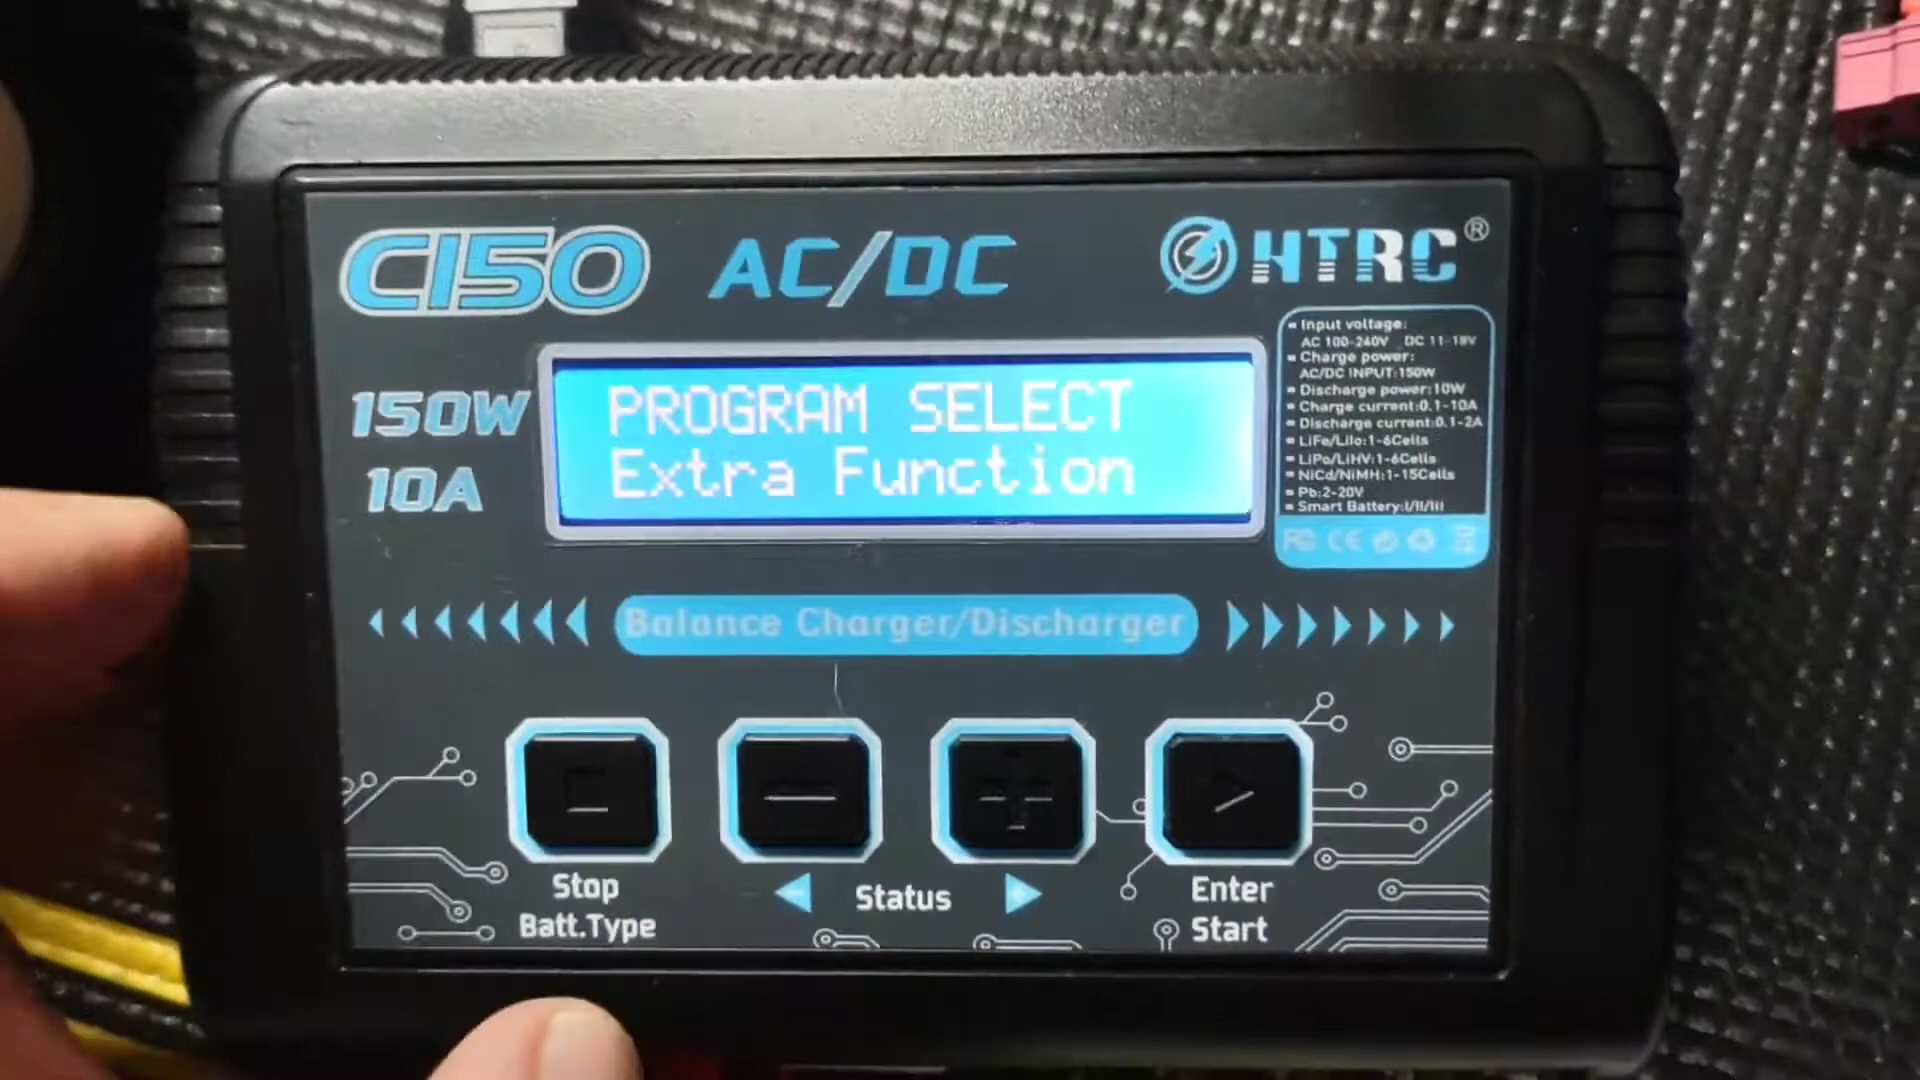 C150 AC/DC HTRC®
150W
10A
PROGRAM SELECT
Extra Function
Input voltage:
AC 100-240V DC 11-18V
Charge power:
AC/DC INPUT:150W
Discharge power:10W
Charge current:0.1-10A
Discharge current:0.1-2A
LiFe/LiIo:1-6Cells
LiPo/LiHV:1-6Cells
NiCd/NiMH:1-15Cells
Pb:2-20V
Smart Battery:I/II/III
FC CE
Balance Charger/Discharger
Stop
Batt.Type
Status
Enter
Start